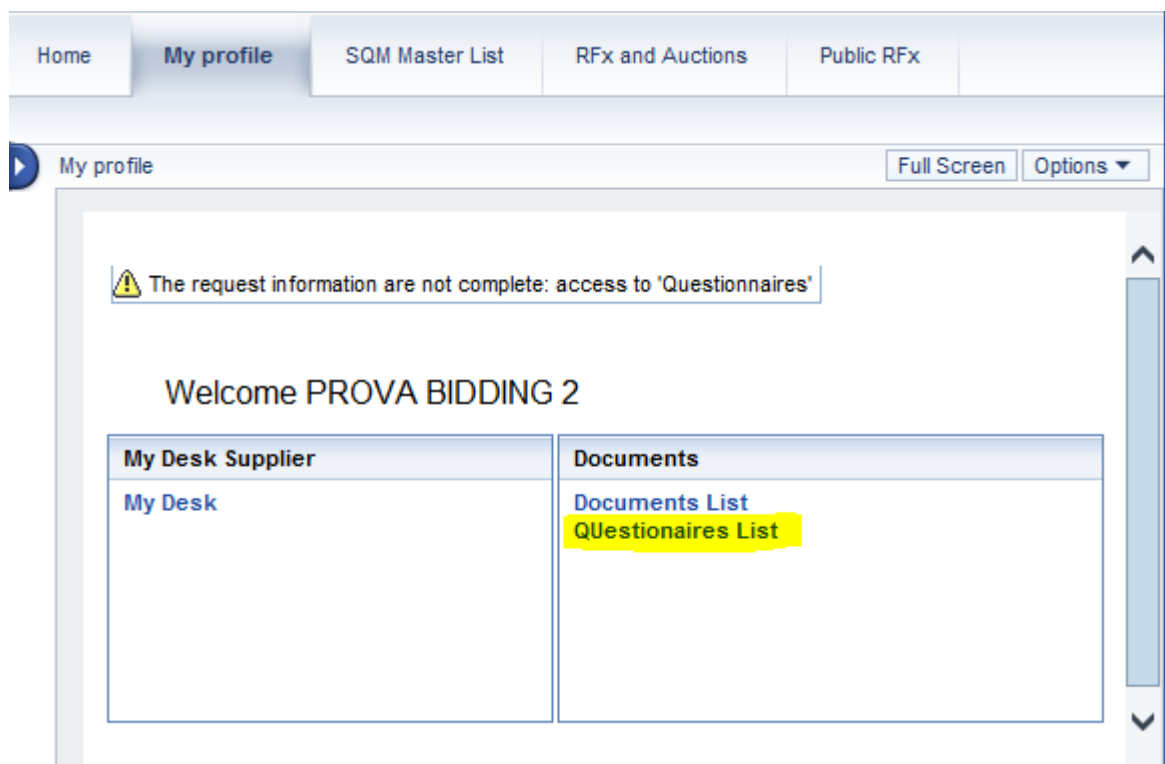 Home My profile SQM Master List RFx and Auctions Public RFx
My profile Full Screen Options
The request information are not complete: access to 'Questionnaires'
Welcome PROVA BIDDING 2
My Desk Supplier Documents
My Desk Documents List
QUestionaires List